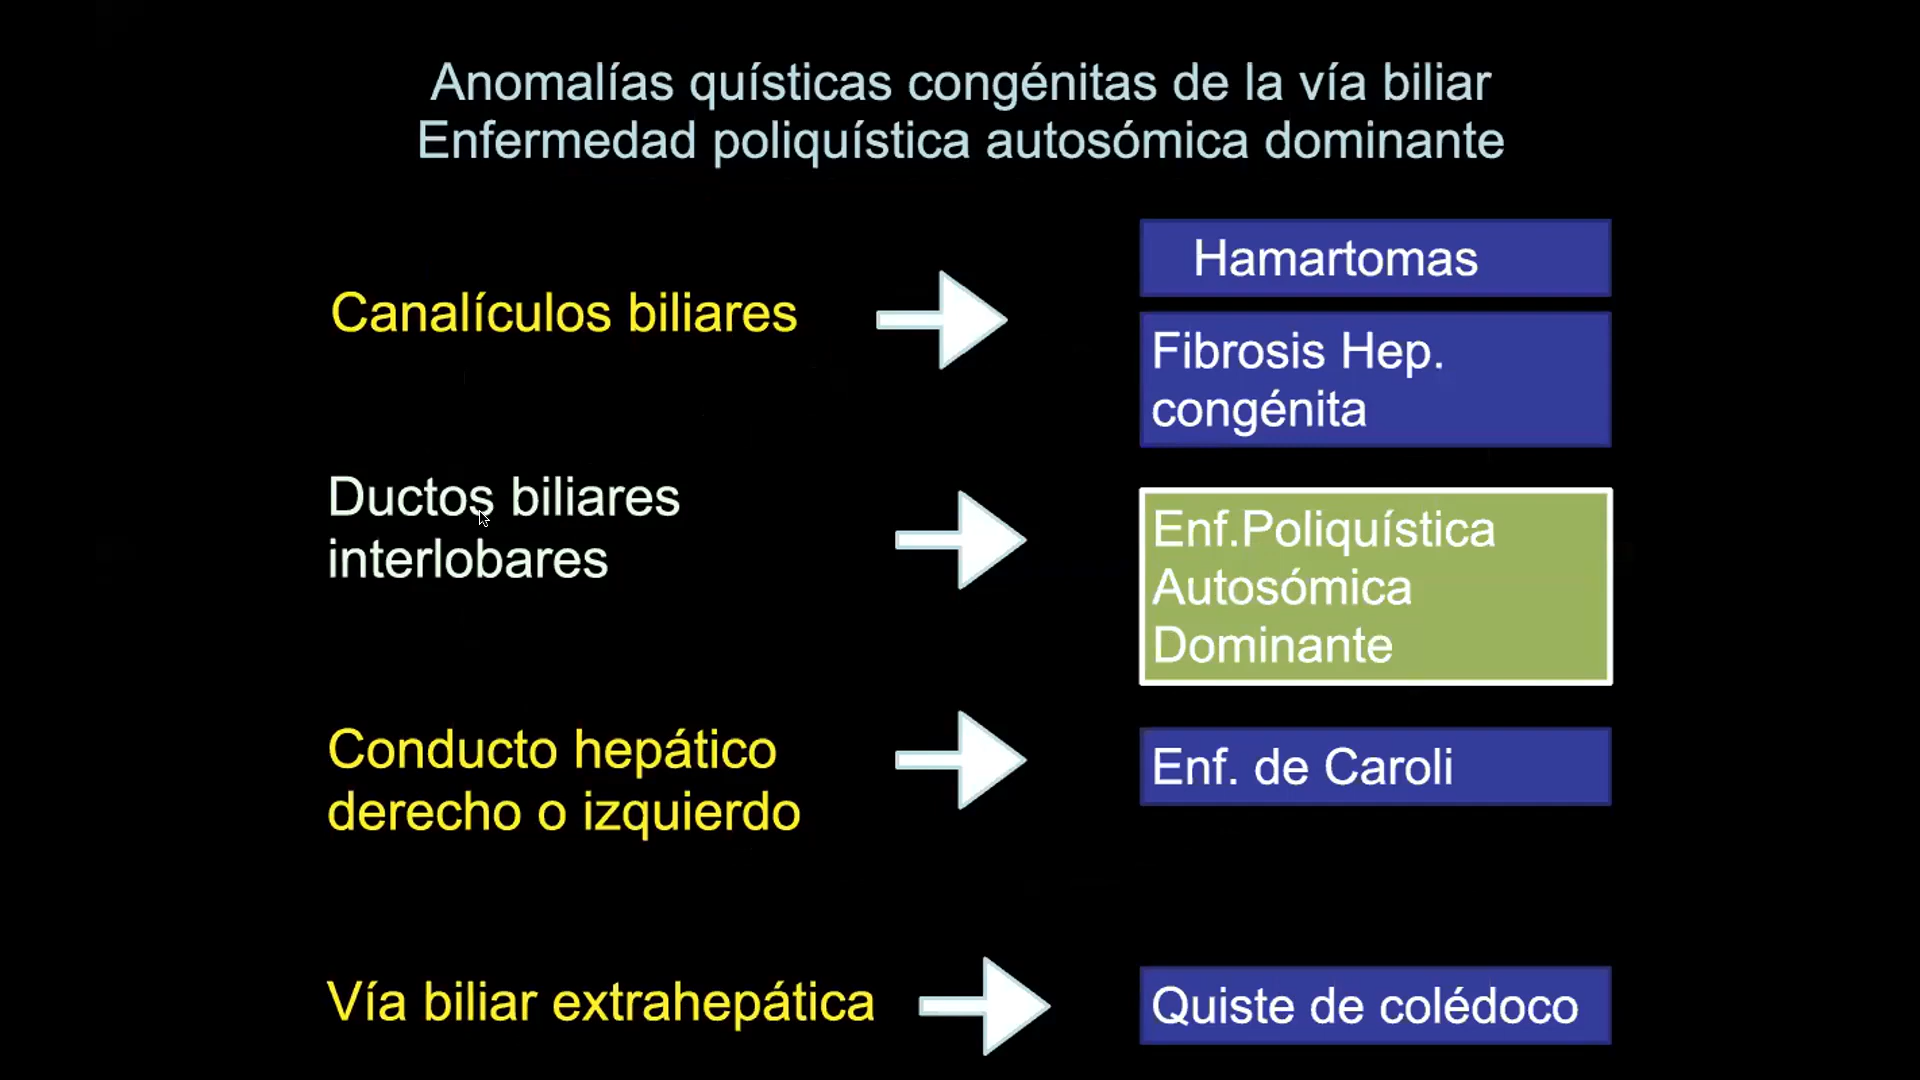 Anomalías quísticas congénitas de la vía biliar
Enfermedad poliquística autosómica dominante
Canalículos biliares
Hamartomas
Fibrosis Hep.
congénita
Ductos biliares
interlobares
Enf.Poliquística
Autosómica
Dominante
Conducto hepático
derecho o izquierdo
Enf. de Caroli
Vía biliar extrahepática
Quiste de colédoco